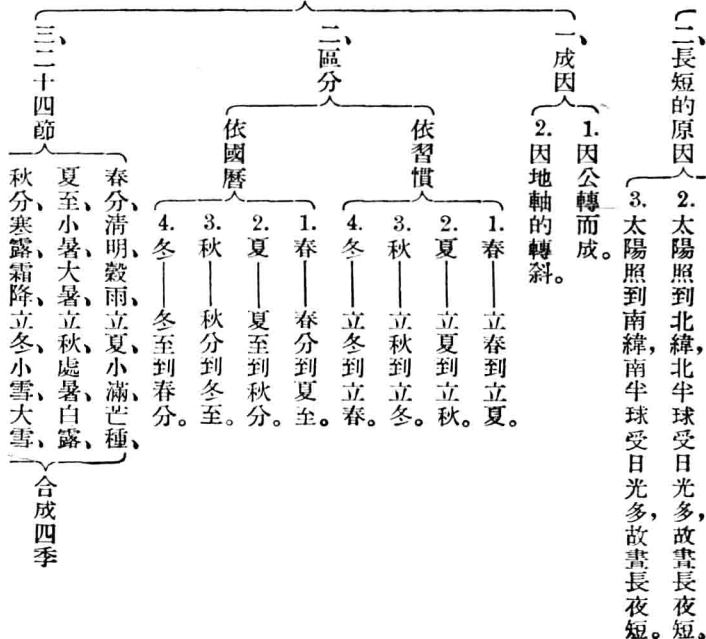 二、長短的原因
2. 太陽照到北緯，北半球受日光多，故晝長夜短。
3. 太陽照到南緯，南半球受日光多，故晝長夜短。
一、成因
1. 因公轉而成。
2. 因地軸的轉斜。
二、區分
依習慣
1. 春——立春到立夏。
2. 夏——立夏到立秋。
3. 秋——立秋到立冬。
4. 冬——立冬到立春。
依國曆
1. 春——春分到夏至。
2. 夏——夏至到秋分。
3. 秋——秋分到冬至。
4. 冬——冬至到春分。
三、二十四節
春分、清明、穀雨、立夏、小滿、芒種、
夏至、小暑、大暑、立秋、處暑、白露、
秋分、寒露、霜降、立冬、小雪、大雪、
合成四季